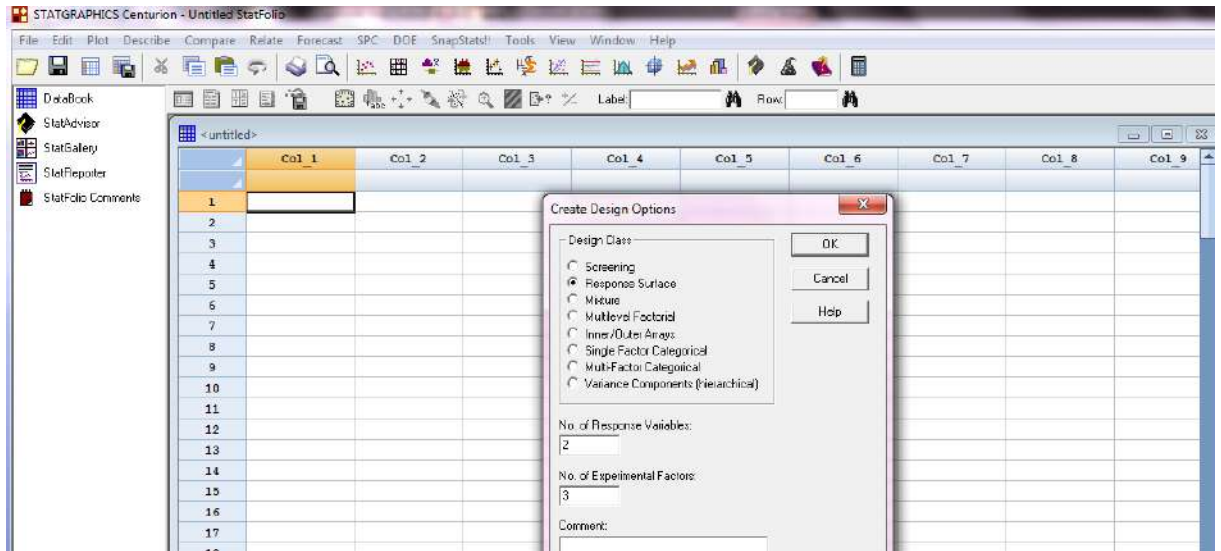 STATGRAPHICS Centurion - Untitled StatFolio
File Edit Plot Describe Compare Relate Forecast SPC DOE SnapStats!! Tools View Window Help
Label: Row:
DataBook
StatAdvisor
StatGallery
StatReporter
StatFolio Comments
<untitled>
Col_1 Col_2 Col_3 Col_4 Col_5 Col_6 Col_7 Col_8 Col_9
1
2
3
4
5
6
7
8
9
10
11
12
13
14
15
16
17
Create Design Options
Design Class
Screening
Response Surface
Mixture
Multilevel Factorial
Inner/Outer Arrays
Single Factor Categorical
Multi-Factor Categorical
Variance Components (hierarchical)
OK
Cancel
Help
No. of Response Variables:
2
No. of Experimental Factors:
3
Comment: